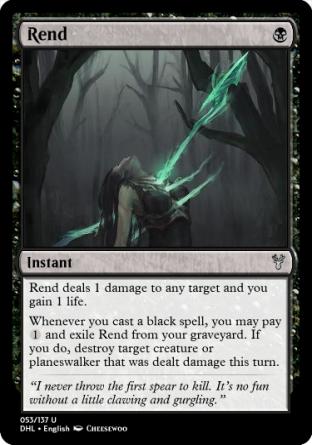 Rend
Instant
Rend deals 1 damage to any target and you
gain 1 life.
Whenever you cast a black spell, you may pay
1 and exile Rend from your graveyard. If
you do, destroy target creature or
planeswalker that was dealt damage this turn.
“I never throw the first spear to kill. It’s no fun
without a little clawing and gurgling.”
053/137 U
DHL • English CHEESEWOO